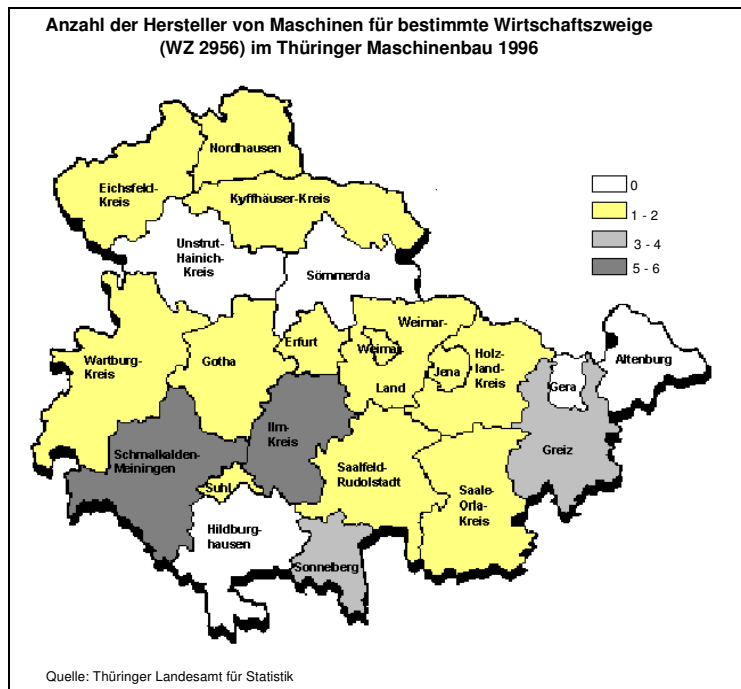 Anzahl der Hersteller von Maschinen für bestimmte Wirtschaftszweige
(WZ 2956) im Thüringer Maschinenbau 1996
Nordhausen
Eichsfeld-
Kreis
Kyffhäuser-Kreis
0
1 - 2
3 - 4
5 - 6
Unstrut-
Hainich-
Kreis
Sömmerda
Weimar-
Land
Wartburg-
Kreis
Gotha
Erfurt
Weimar
Jena
Holz-
land-
Kreis
Gera
Altenburg
Schmalkalden-
Meiningen
Ilm-
Kreis
Greiz
Suhl
Saalfeld-
Rudolstadt
Saale-
Orla-
Kreis
Hildburg-
hausen
Sonneberg
Quelle: Thüringer Landesamt für Statistik